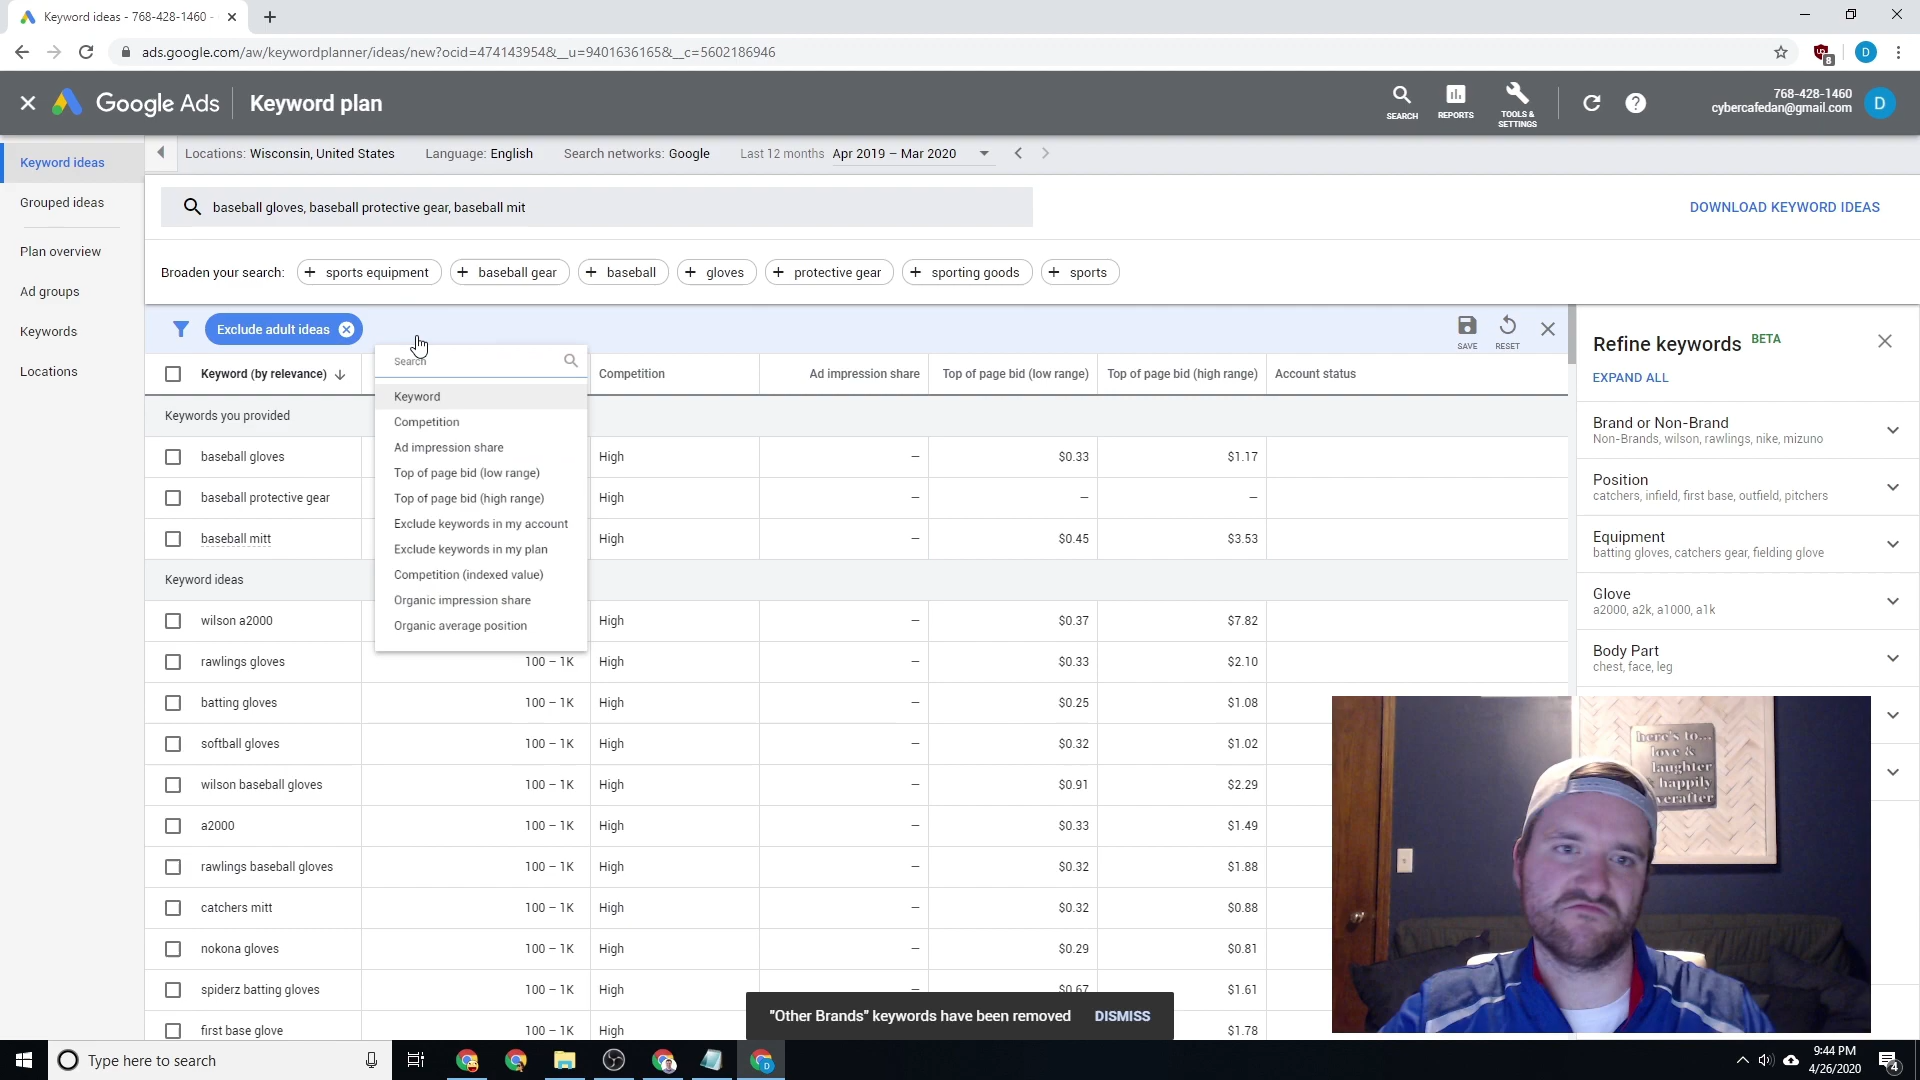 Keyword ideas - 768-428-1460 -
ads.google.com/aw/keywordplanner/ideas/new?ocid=474143954&__u=9401636165&__c=5602186946
8
D
Google Ads
Keyword plan
SEARCH
REPORTS
TOOLS & SETTINGS
768-428-1460
cybercafedan@gmail.com
D
Keyword ideas
Grouped ideas
Plan overview
Ad groups
Keywords
Locations
Locations: Wisconsin, United States Language: English Search networks: Google Last 12 months Apr 2019 – Mar 2020
baseball gloves, baseball protective gear, baseball mit
DOWNLOAD KEYWORD IDEAS
Broaden your search: + sports equipment + baseball gear + baseball + gloves + protective gear + sporting goods + sports
Exclude adult ideas
SAVE
RESET
Search
Keyword
Competition
Ad impression share
Top of page bid (low range)
Top of page bid (high range)
Exclude keywords in my account
Exclude keywords in my plan
Competition (indexed value)
Organic impression share
Organic average position
Keyword (by relevance) Competition Ad impression share Top of page bid (low range) Top of page bid (high range) Account status
Keywords you provided
baseball gloves High – $0.33 $1.17
baseball protective gear High – – –
baseball mitt High – $0.45 $3.53
Keyword ideas
wilson a2000 High – $0.37 $7.82
rawlings gloves 100 – 1K High – $0.33 $2.10
batting gloves 100 – 1K High – $0.25 $1.08
softball gloves 100 – 1K High – $0.32 $1.02
wilson baseball gloves 100 – 1K High – $0.91 $2.29
a2000 100 – 1K High – $0.33 $1.49
rawlings baseball gloves 100 – 1K High – $0.32 $1.88
catchers mitt 100 – 1K High – $0.32 $0.88
nokona gloves 100 – 1K High – $0.29 $0.81
spiderz batting gloves 100 – 1K High – $0.67 $1.61
first base glove 100 – 1K High $1.78
Refine keywords BETA
EXPAND ALL
Brand or Non-Brand
Non-Brands, wilson, rawlings, nike, mizuno
Position
catchers, infield, first base, outfield, pitchers
Equipment
batting gloves, catchers gear, fielding glove
Glove
a2000, a2k, a1000, a1k
Body Part
chest, face, leg
here's to...
love &
laughter
happily
everafter
"Other Brands" keywords have been removed DISMISS
Type here to search
D
9:44 PM
4/26/2020
4